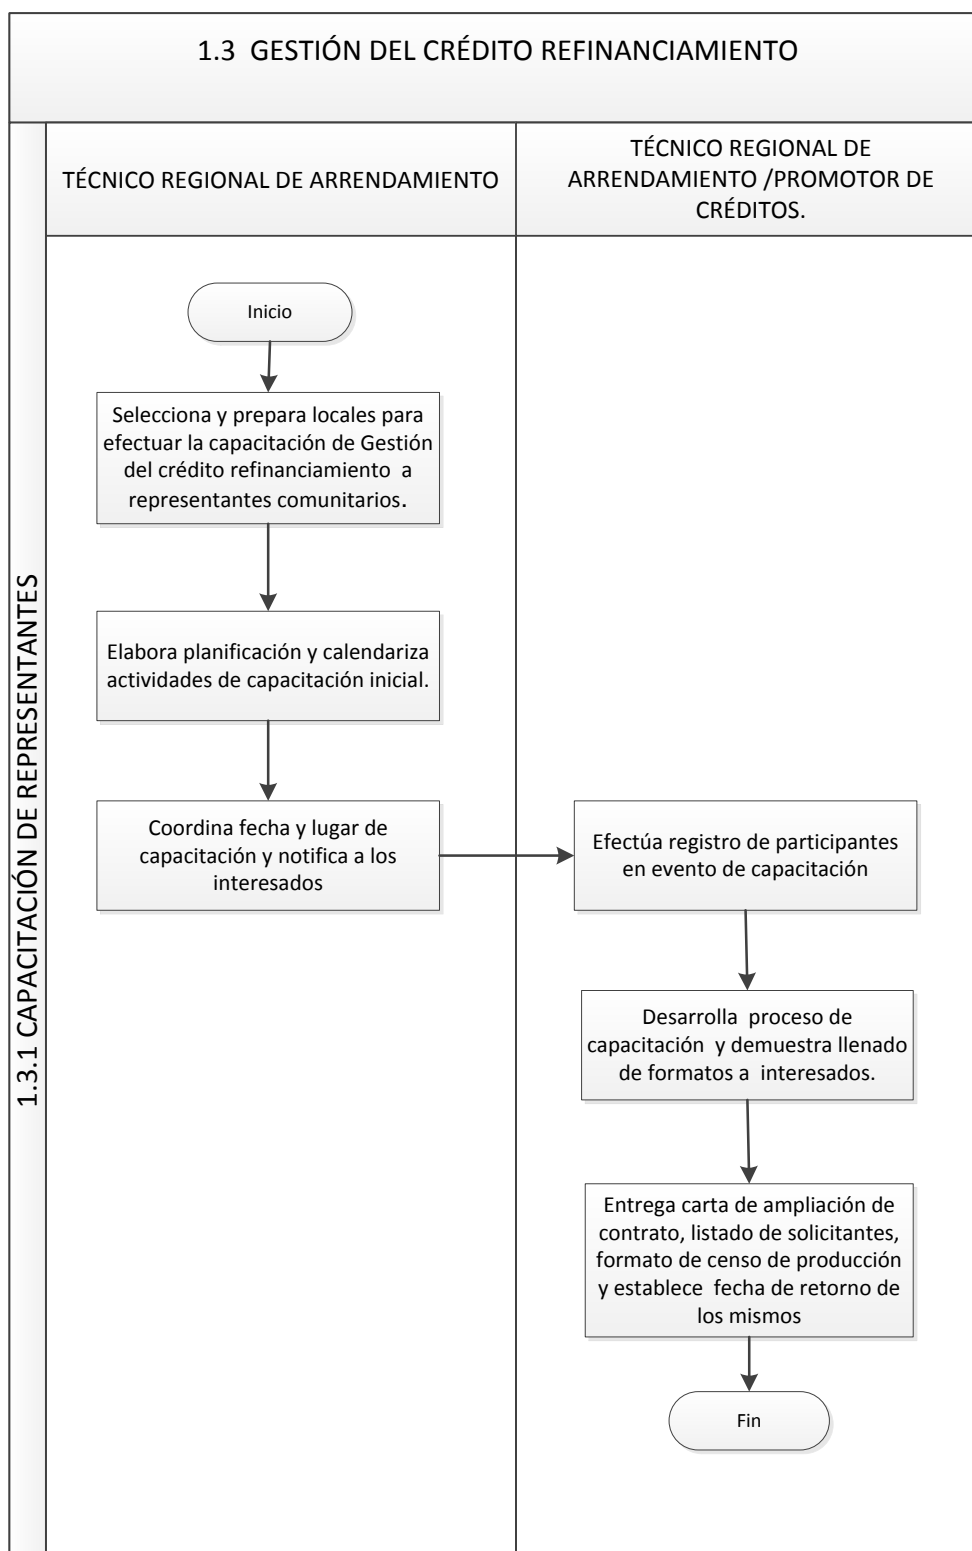 1.3 GESTIÓN DEL CRÉDITO REFINANCIAMIENTO
TÉCNICO REGIONAL DE ARRENDAMIENTO
TÉCNICO REGIONAL DE
ARRENDAMIENTO /PROMOTOR DE
CRÉDITOS.
1.3.1 CAPACITACIÓN DE REPRESENTANTES
Inicio
Selecciona y prepara locales para
efectuar la capacitación de Gestión
del crédito refinanciamiento a
representantes comunitarios.
Elabora planificación y calendariza
actividades de capacitación inicial.
Coordina fecha y lugar de
capacitación y notifica a los
interesados
Efectúa registro de participantes
en evento de capacitación
Desarrolla proceso de
capacitación y demuestra llenado
de formatos a interesados.
Entrega carta de ampliación de
contrato, listado de solicitantes,
formato de censo de producción
y establece fecha de retorno de
los mismos
Fin